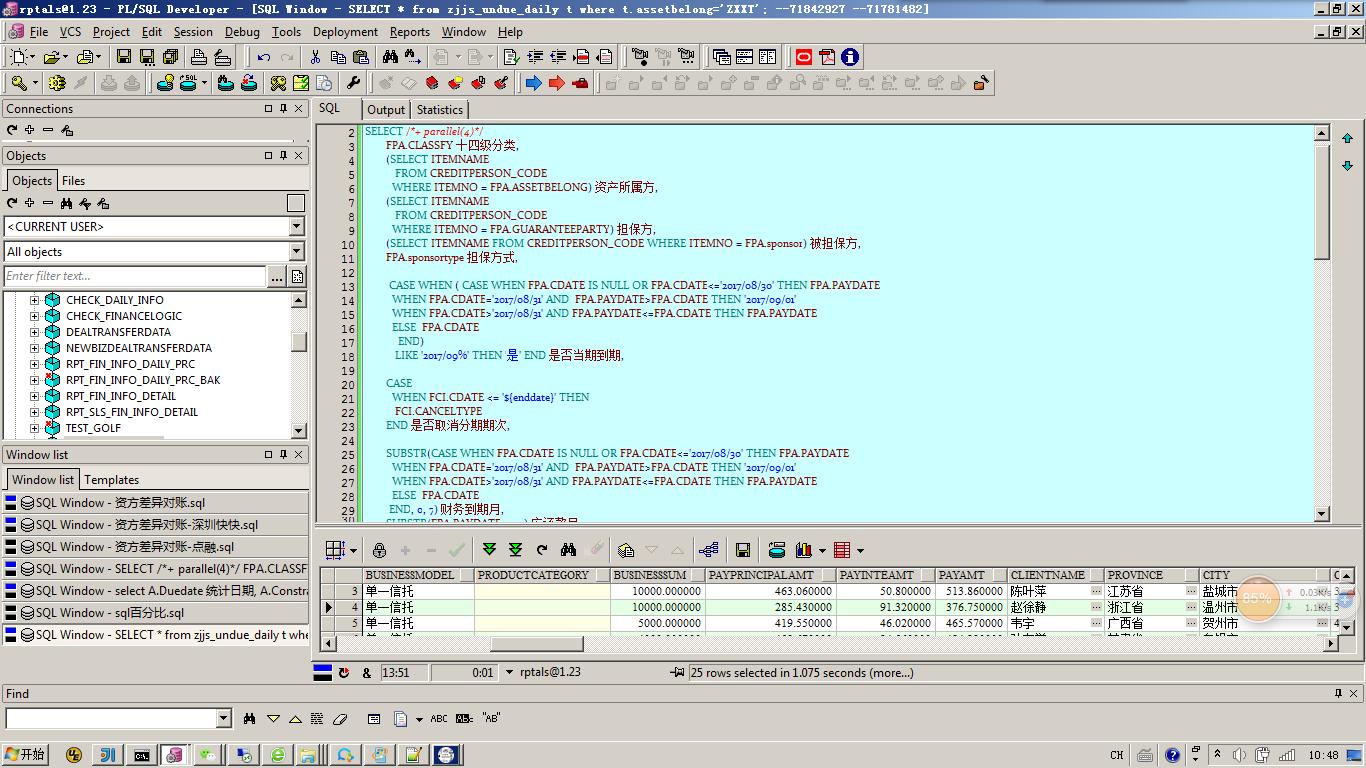 rptals@1.23 - PL/SQL Developer - [SQL Window - SELECT * from zjjs_undue_daily t where t.assetbelong='ZXXT'; --71842927 --71781482]
File VCS Project Edit Session Debug Tools Deployment Reports Window Help
Connections
Objects
Objects Files
<CURRENT USER>
All objects
Enter filter text...
CHECK_DAILY_INFO
CHECK_FINANCELOGIC
DEALTRANSFERDATA
NEWBIZDEALTRANSFERDATA
RPT_FIN_INFO_DAILY_PRC
RPT_FIN_INFO_DAILY_PRC_BAK
RPT_FIN_INFO_DETAIL
RPT_SLS_FIN_INFO_DETAIL
TEST_GOLF
Window list
Window list Templates
SQL Window - 资方差异对账.sql
SQL Window - 资方差异对账-深圳快快.sql
SQL Window - 资方差异对账-点融.sql
SQL Window - SELECT /*+ parallel(4)*/ FPA.CLASSF
SQL Window - select A.Duedate 统计日期, A.Constra
SQL Window - sql百分比.sql
SQL Window - SELECT * from zjjs_undue_daily t whe
SQL Output Statistics
2 SELECT /*+ parallel(4)*/
3 FPA.CLASSFY 十四级分类,
4 (SELECT ITEMNAME
5 FROM CREDITPERSON_CODE
6 WHERE ITEMNO = FPA.ASSETBELONG) 资产所属方,
7 (SELECT ITEMNAME
8 FROM CREDITPERSON_CODE
9 WHERE ITEMNO = FPA.GUARANTEEPARTY) 担保方,
10 (SELECT ITEMNAME FROM CREDITPERSON_CODE WHERE ITEMNO = FPA.sponsor) 被担保方,
11 FPA.sponsortype 担保方式,
12
13 CASE WHEN ( CASE WHEN FPA.CDATE IS NULL OR FPA.CDATE<='2017/08/30' THEN FPA.PAYDATE
14 WHEN FPA.CDATE='2017/08/31' AND FPA.PAYDATE>FPA.CDATE THEN '2017/09/01'
15 WHEN FPA.CDATE>'2017/08/31' AND FPA.PAYDATE<=FPA.CDATE THEN FPA.PAYDATE
16 ELSE FPA.CDATE
17 END)
18 LIKE '2017/09%' THEN '是' END 是否当期到期,
19
20 CASE
21 WHEN FCI.CDATE <= '${enddate}' THEN
22 FCI.CANCELTYPE
23 END 是否取消分期期次,
24
25 SUBSTR(CASE WHEN FPA.CDATE IS NULL OR FPA.CDATE<='2017/08/30' THEN FPA.PAYDATE
26 WHEN FPA.CDATE='2017/08/31' AND FPA.PAYDATE>FPA.CDATE THEN '2017/09/01'
27 WHEN FPA.CDATE>'2017/08/31' AND FPA.PAYDATE<=FPA.CDATE THEN FPA.PAYDATE
28 ELSE FPA.CDATE
29 END, 0, 7) 财务到期月,
BUSINESSMODEL PRODUCTCATEGORY BUSINESSSUM PAYPRINCIPALAMT PAYINTEAMT PAYAMT CLIENTNAME PROVINCE CITY
3 单一信托 10000.000000 463.060000 50.800000 513.860000 陈叶萍 江苏省 盐城市
4 单一信托 10000.000000 285.430000 91.320000 376.750000 赵徐静 浙江省 温州市
5 单一信托 5000.000000 419.550000 46.020000 465.570000 韦宇 广西省 贺州市
85% 0.03K/s
1.1K/s
& 13:51 0:01 rptals@1.23 25 rows selected in 1.075 seconds (more...)
Find
ABC ABc "AB"
开始 CH 10:48